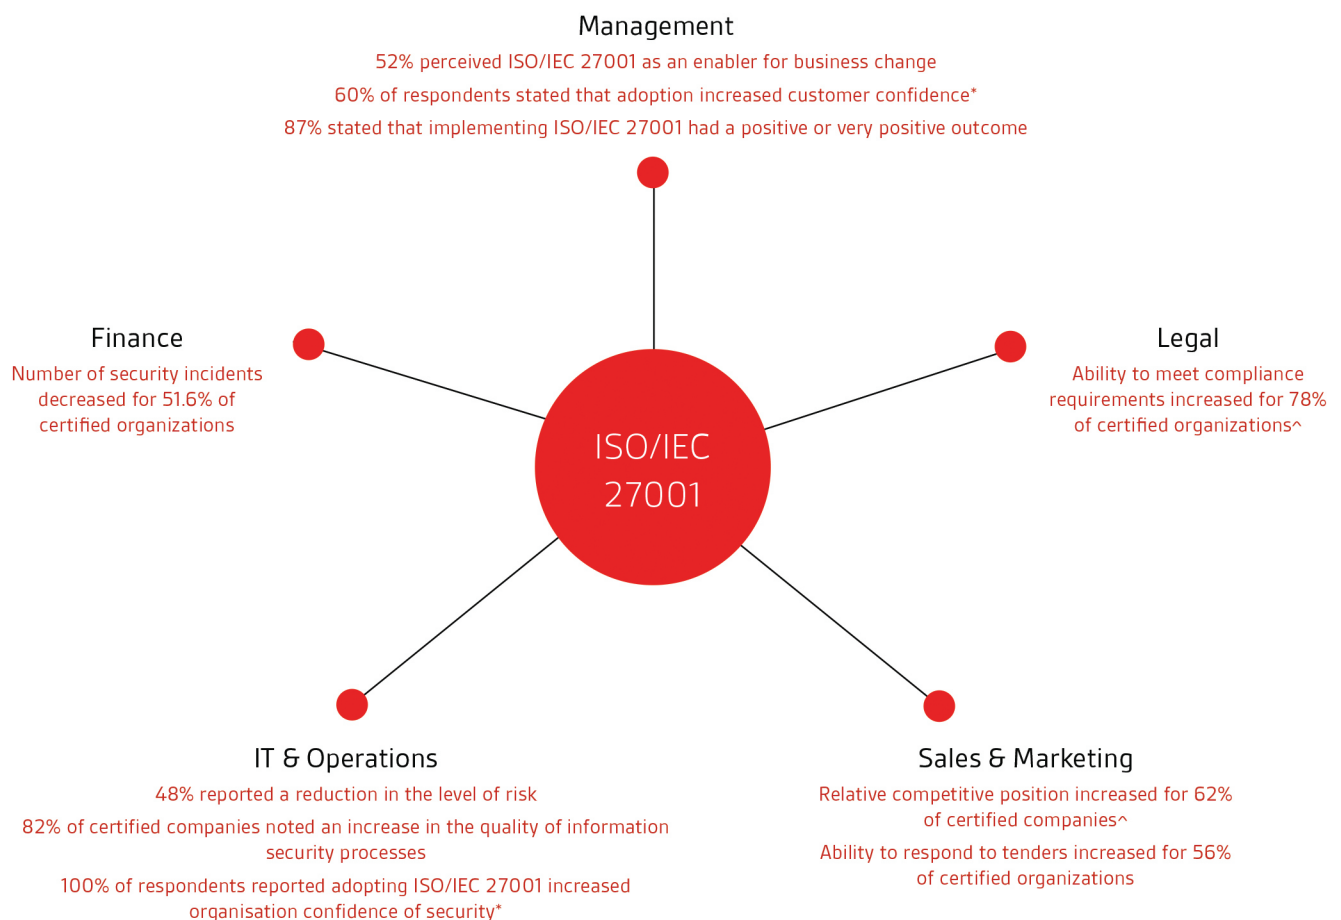 Management
52% perceived ISO/IEC 27001 as an enabler for business change
60% of respondents stated that adoption increased customer confidence*
87% stated that implementing ISO/IEC 27001 had a positive or very positive outcome
Finance
Number of security incidents
decreased for 51.6% of
certified organizations
Legal
Ability to meet compliance
requirements increased for 78%
of certified organizations^
ISO/IEC
27001
IT & Operations
48% reported a reduction in the level of risk
82% of certified companies noted an increase in the quality of information
security processes
100% of respondents reported adopting ISO/IEC 27001 increased
organisation confidence of security*
Sales & Marketing
Relative competitive position increased for 62%
of certified companies^
Ability to respond to tenders increased for 56%
of certified organizations